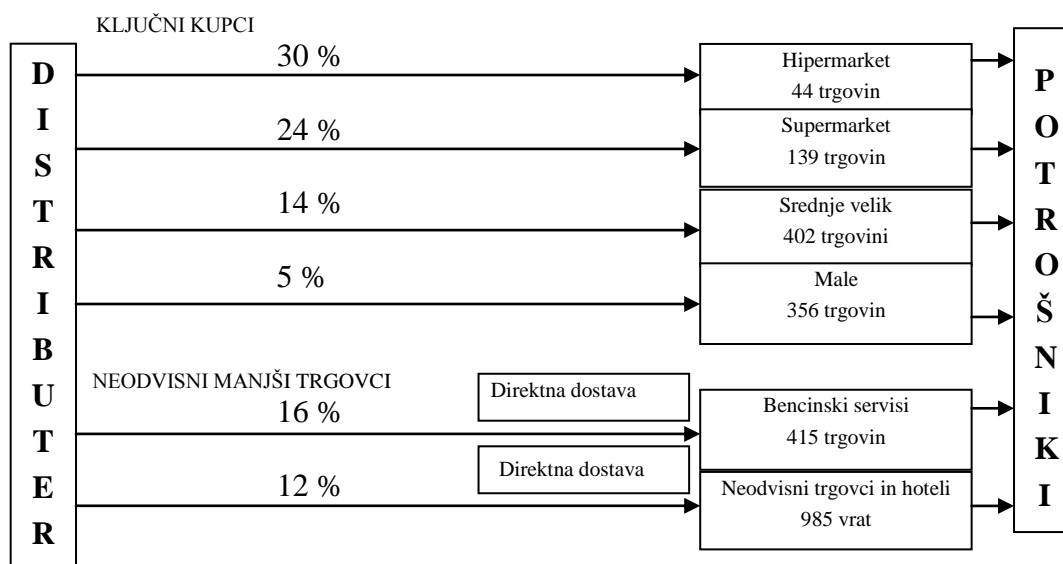 KLJUČNI KUPCI
DISTRIBUTER
30 %
Hipermarket
44 trgovin
24 %
Supermarket
139 trgovin
14 %
Srednje velik
402 trgovini
5 %
Male
356 trgovin
NEODVISNI MANJŠI TRGOVCI
16 %
Direktna dostava
Bencinski servisi
415 trgovin
12 %
Direktna dostava
Neodvisni trgovci in hoteli
985 vrat
POTROŠNIKI